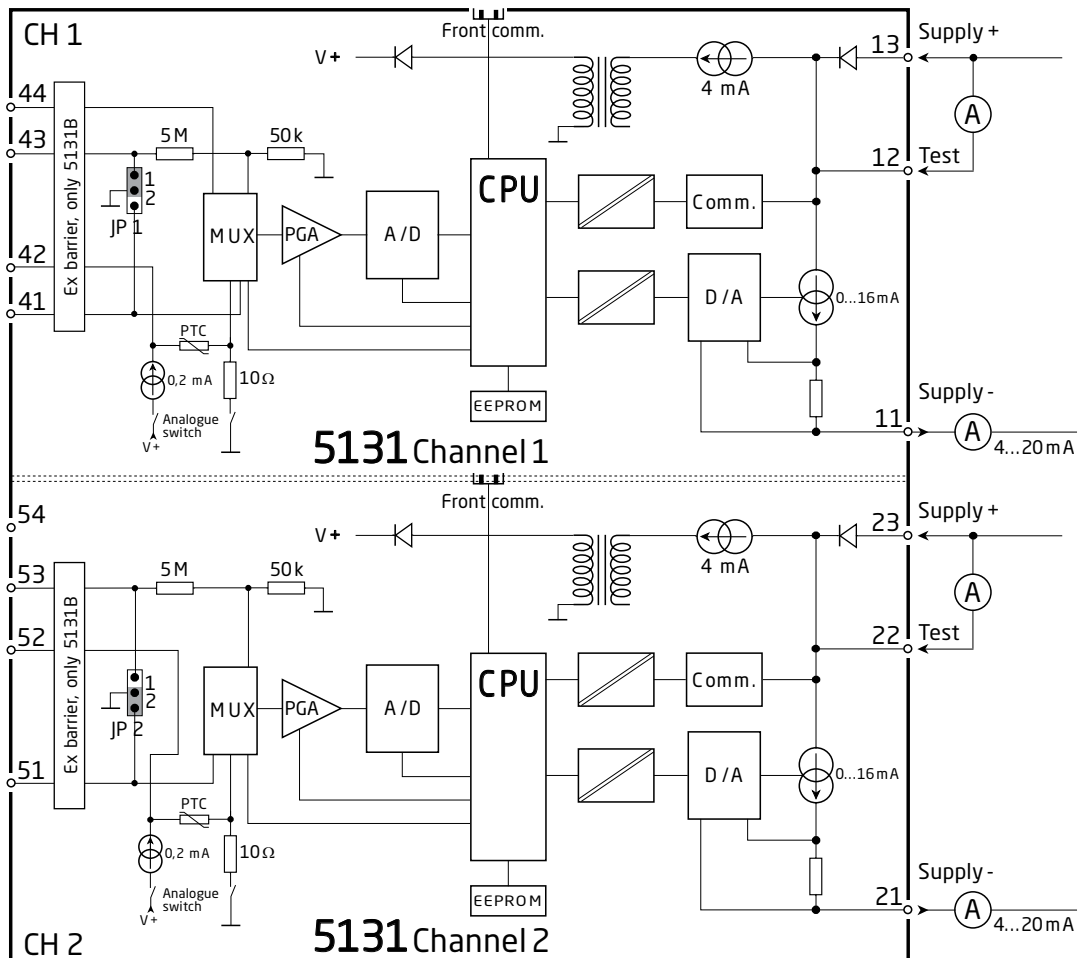 CH 1
Front comm.
V+
4 mA
13
Supply +
A
12
Test
44
43
42
41
Ex barrier, only 5131B
5M
50k
1
2
JP 1
MUX
PGA
A/D
CPU
Comm.
D/A
0...16mA
PTC
0,2 mA
10Ω
Analogue
switch
V+
EEPROM
Supply -
11
A
4...20mA
5131 Channel 1
Front comm.
54
V+
4 mA
23
Supply +
A
22
Test
53
52
51
Ex barrier, only 5131B
5M
50k
1
2
JP 2
MUX
PGA
A/D
CPU
Comm.
D/A
0...16mA
PTC
0,2 mA
10Ω
Analogue
switch
V+
EEPROM
Supply -
21
A
4...20mA
CH 2
5131 Channel 2